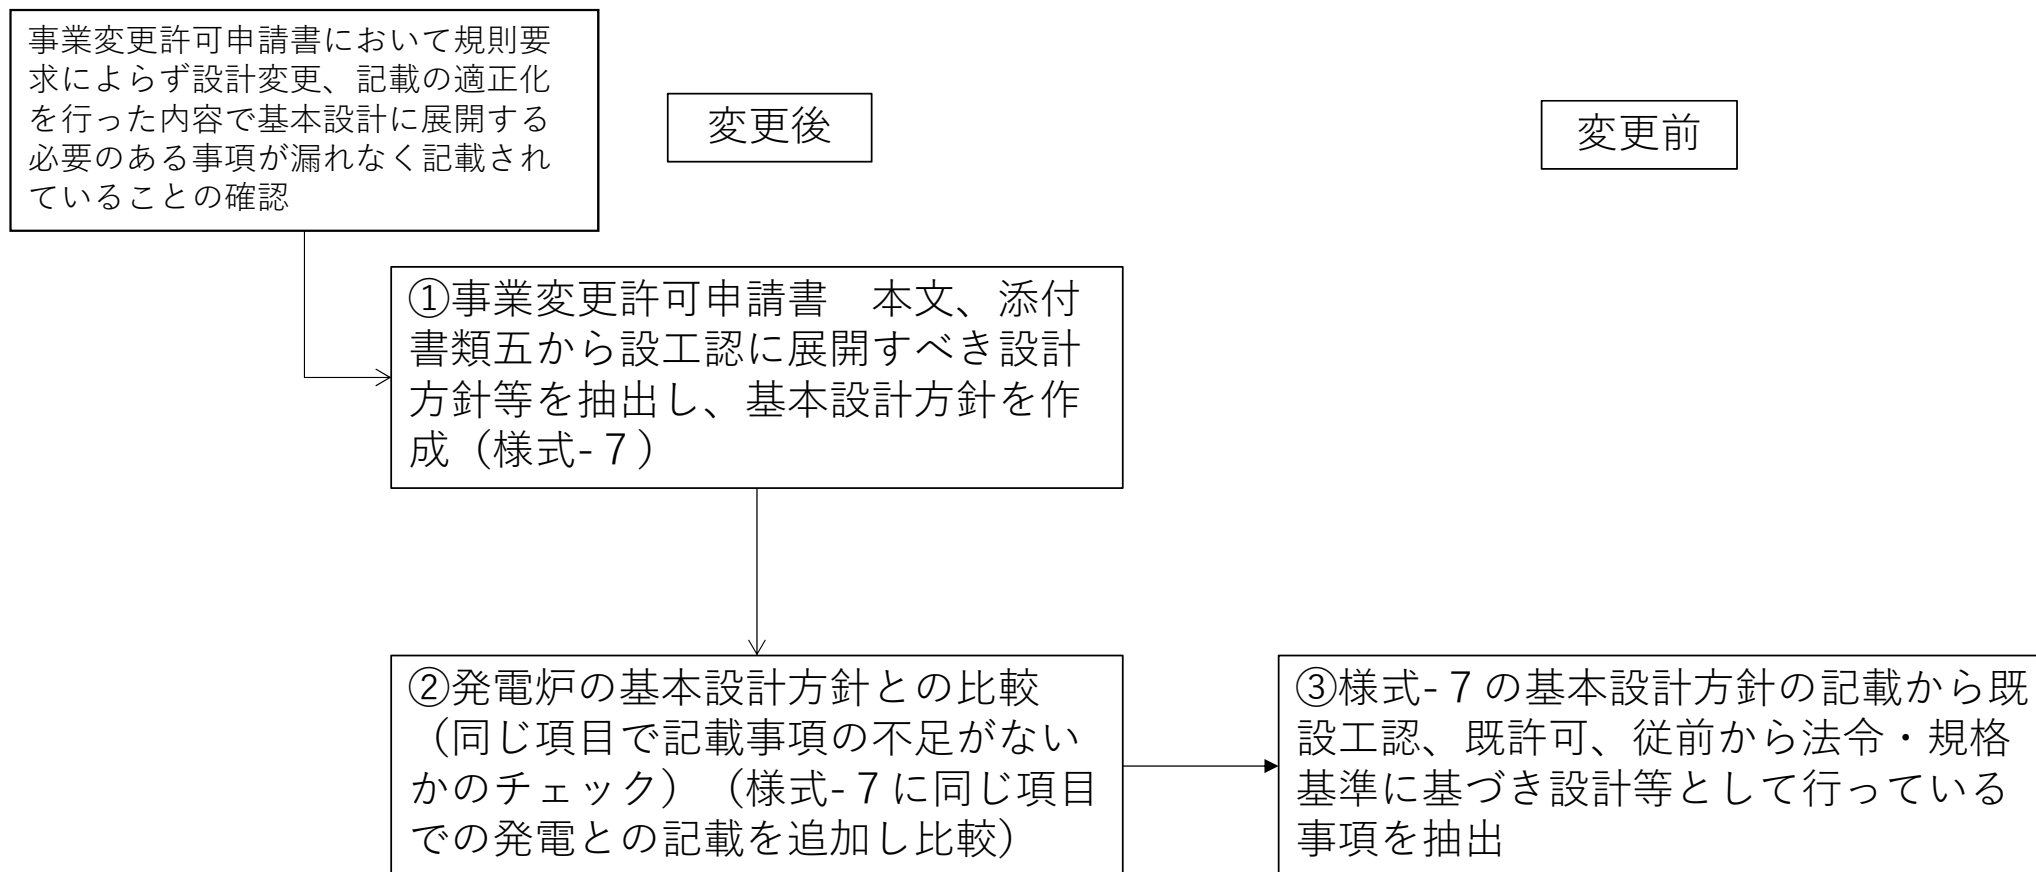 事業変更許可申請書において規則要
求によらず設計変更、記載の適正化
を行った内容で基本設計に展開する
必要のある事項が漏れなく記載され
ていることの確認
変更後
変更前
①事業変更許可申請書　本文、添付
書類五から設工認に展開すべき設計
方針等を抽出し、基本設計方針を作
成（様式-７）
②発電炉の基本設計方針との比較
（同じ項目で記載事項の不足がない
かのチェック）（様式-７に同じ項目
での発電との記載を追加し比較）
③様式-７の基本設計方針の記載から既
設工認、既許可、従前から法令・規格
基準に基づき設計等として行っている
事項を抽出